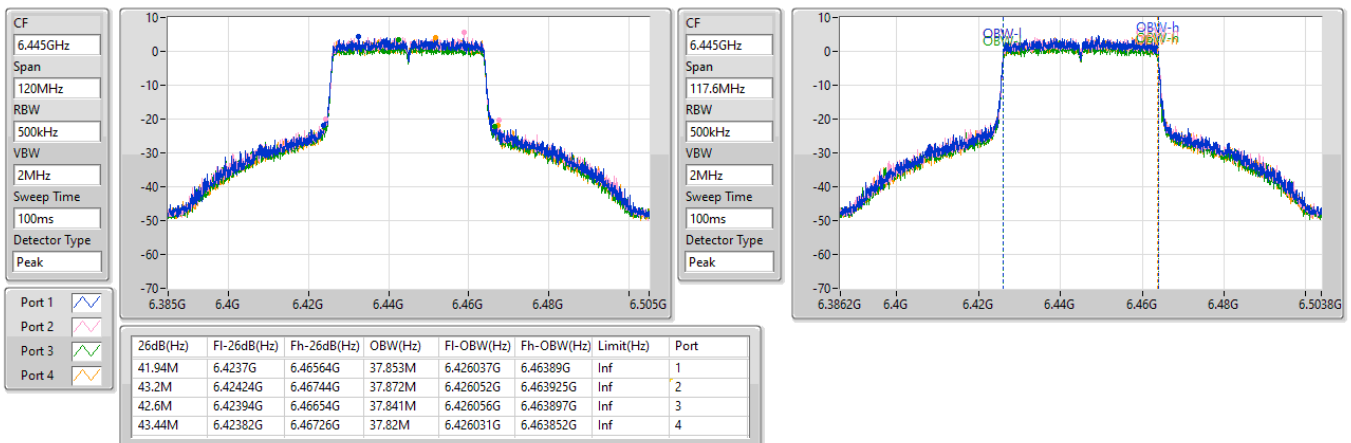 CF
6.445GHz
Span
120MHz
RBW
500kHz
VBW
2MHz
Sweep Time
100ms
Detector Type
Peak
10
0
-10
-20
-30
-40
-50
-60
-70
6.385G 6.4G 6.42G 6.44G 6.46G 6.48G 6.505G
CF
6.445GHz
Span
117.6MHz
RBW
500kHz
VBW
2MHz
Sweep Time
100ms
Detector Type
Peak
10
0
-10
-20
-30
-40
-50
-60
-70
OBW-l OBW-h
6.3862G 6.4G 6.42G 6.44G 6.46G 6.48G 6.5038G
Port 1
Port 2
Port 3
Port 4
26dB(Hz) Fl-26dB(Hz) Fh-26dB(Hz) OBW(Hz) Fl-OBW(Hz) Fh-OBW(Hz) Limit(Hz) Port
41.94M 6.4237G 6.46564G 37.853M 6.426037G 6.46389G Inf 1
43.2M 6.42424G 6.46744G 37.872M 6.426052G 6.463925G Inf 2
42.6M 6.42394G 6.46654G 37.841M 6.426056G 6.463897G Inf 3
43.44M 6.42382G 6.46726G 37.82M 6.426031G 6.463852G Inf 4